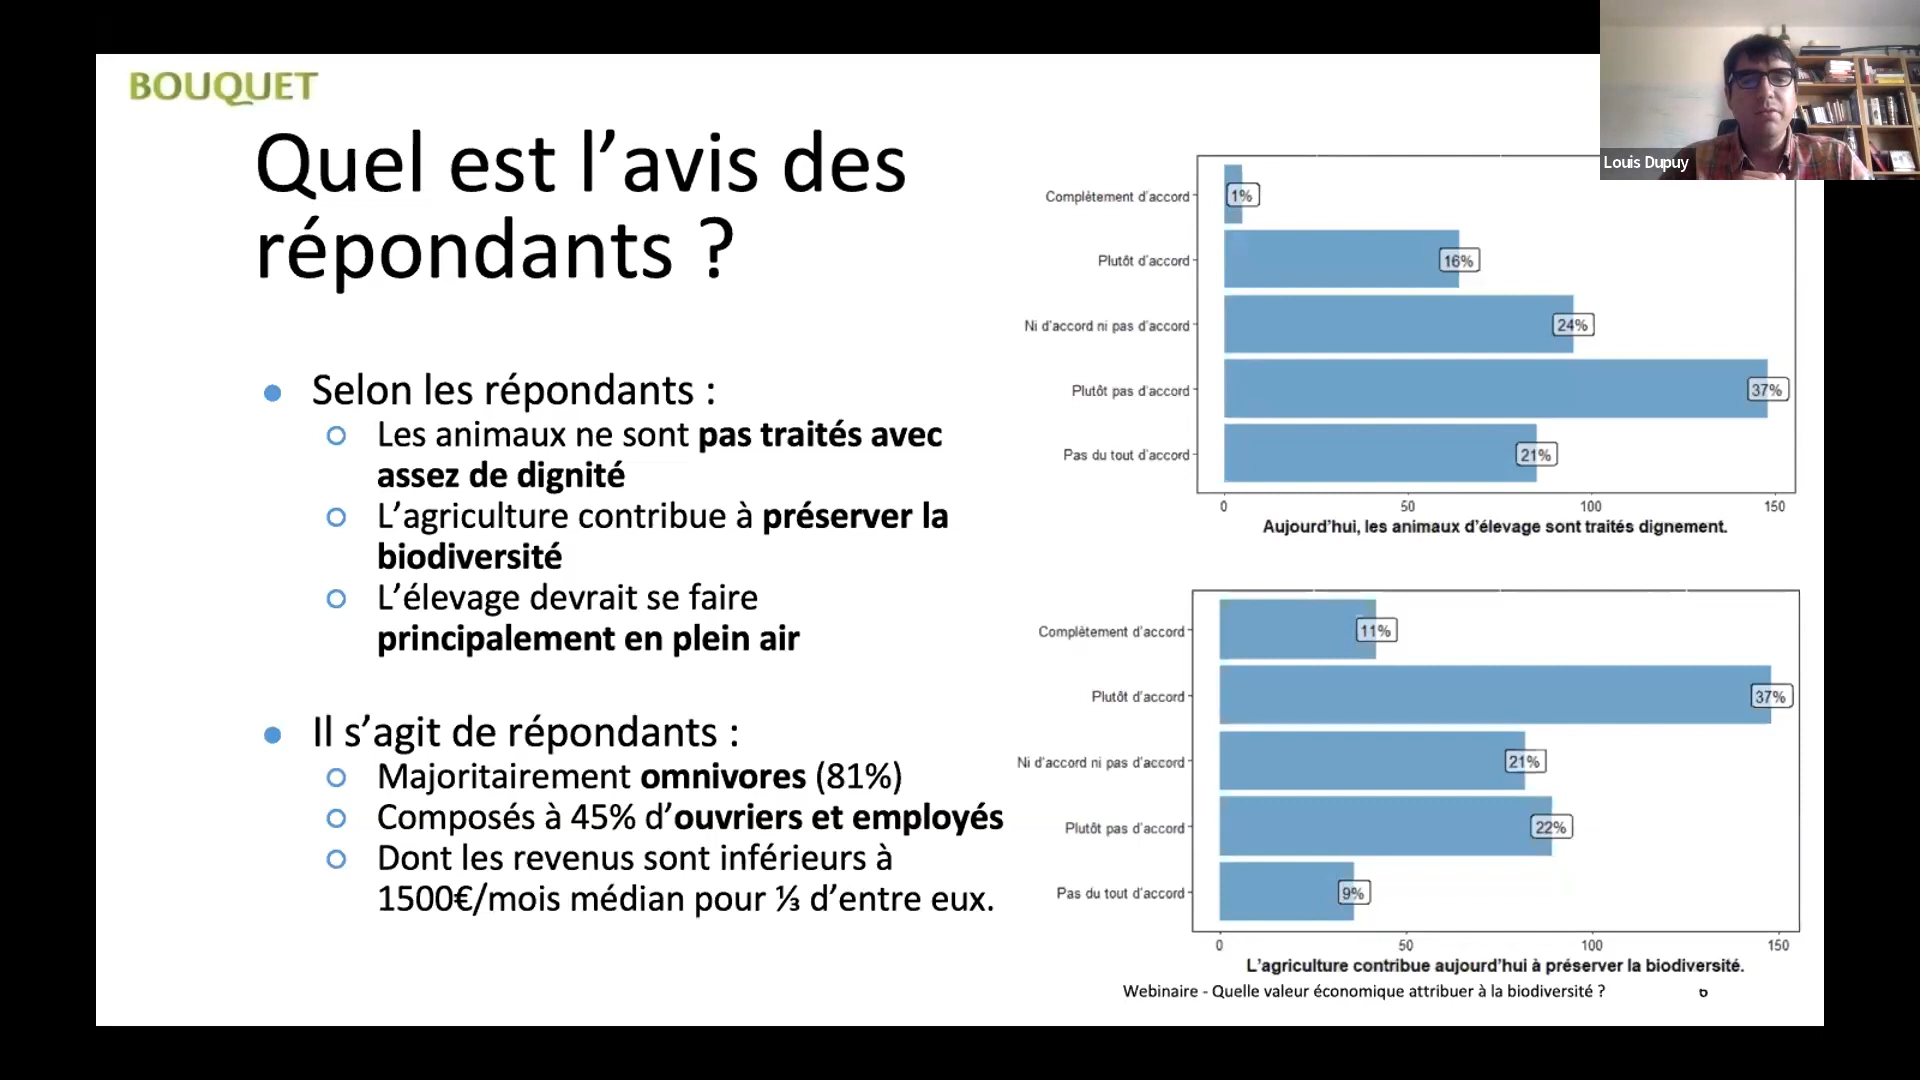 BOUQUET
Quel est l’avis des
répondants ?
Selon les répondants :
Les animaux ne sont pas traités avec
assez de dignité
L’agriculture contribue à préserver la
biodiversité
L’élevage devrait se faire
principalement en plein air
Il s’agit de répondants :
Majoritairement omnivores (81%)
Composés à 45% d’ouvriers et employés
Dont les revenus sont inférieurs à
1500€/mois médian pour ⅓ d’entre eux.
Louis Dupuy
Complètement d’accord 1%
Plutôt d’accord 16%
Ni d’accord ni pas d’accord 24%
Plutôt pas d’accord 37%
Pas du tout d’accord 21%
0 50 100 150
Aujourd’hui, les animaux d’élevage sont traités dignement.
Complètement d’accord 11%
Plutôt d’accord 37%
Ni d’accord ni pas d’accord 21%
Plutôt pas d’accord 22%
Pas du tout d’accord 9%
0 50 100 150
L’agriculture contribue aujourd’hui à préserver la biodiversité.
Webinaire - Quelle valeur économique attribuer à la biodiversité ?